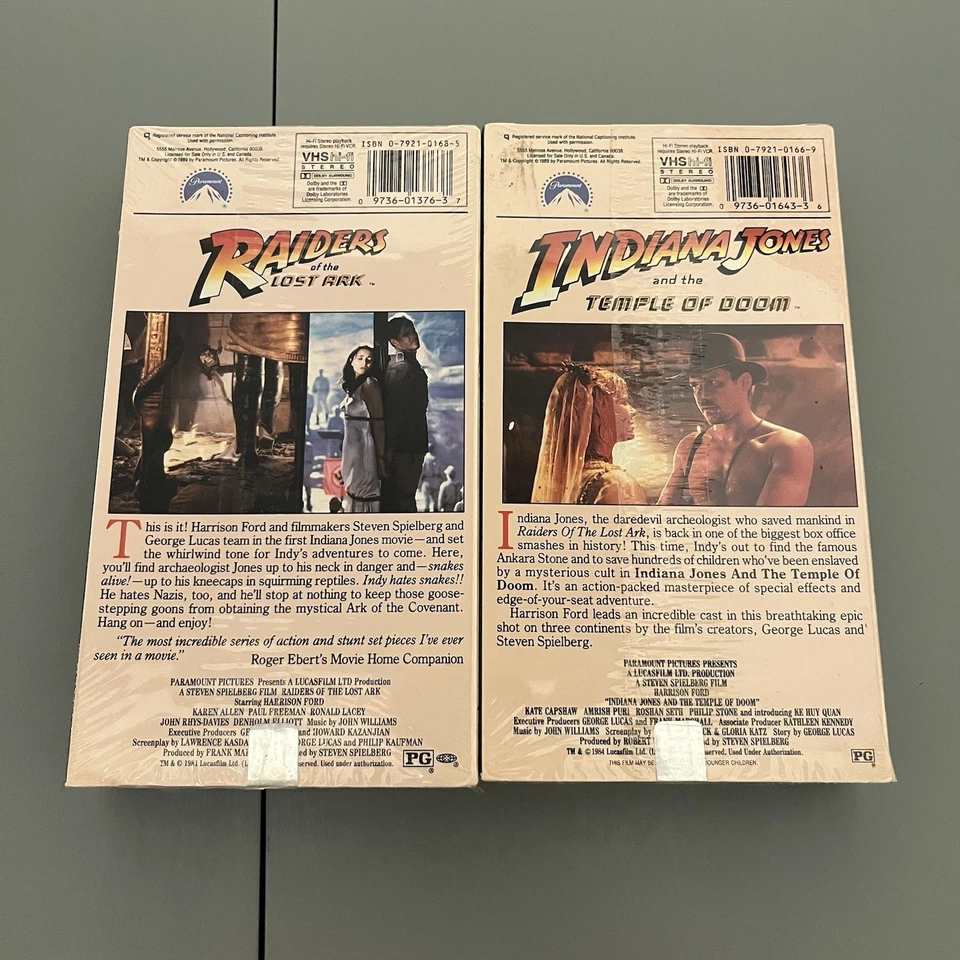 Registered service mark of the National Captioning Institute.
Used with permission.
5555 Melrose Avenue, Hollywood, California 90038
Licensed for Sale Only in U.S. and Canada.
TM & Copyright © 1989 by Paramount Pictures. All Rights Reserved.
Paramount
Hi-Fi Stereo playback
requires Stereo Hi-Fi VCR
VHS hi-fi
STEREO
DOLBY SURROUND
Dolby and the
are trademarks of
Dolby Laboratories
Licensing Corporation.
ISBN 0-7921-0168-5
0 9736-01376-3 7
RAIDERS
of the
LOST ARK ™
This is it! Harrison Ford and filmmakers Steven Spielberg and
George Lucas team in the first Indiana Jones movie—and set
the whirlwind tone for Indy's adventures to come. Here,
you'll find archaeologist Jones up to his neck in danger and—snakes
alive!—up to his kneecaps in squirming reptiles. Indy hates snakes!!
He hates Nazis, too, and he'll stop at nothing to keep those goose-
stepping goons from obtaining the mystical Ark of the Covenant.
Hang on—and enjoy!
"The most incredible series of action and stunt set pieces I've ever
seen in a movie."
Roger Ebert's Movie Home Companion
PARAMOUNT PICTURES Presents A LUCASFILM LTD Production
A STEVEN SPIELBERG FILM RAIDERS OF THE LOST ARK
Starring HARRISON FORD
KAREN ALLEN PAUL FREEMAN RONALD LACEY
JOHN RHYS-DAVIES DENHOLM ELLIOTT Music by JOHN WILLIAMS
Executive Producers GEORGE and HOWARD KAZANJIAN
Screenplay by LAWRENCE KASDAN GEORGE LUCAS and PHILIP KAUFMAN
Produced by FRANK by STEVEN SPIELBERG
TM & © 1984 Lucasfilm Ltd. Reserved. Used under authorization.
PG
Registered service mark of the National Captioning Institute.
Used with permission.
5555 Melrose Avenue, Hollywood, California 90038
Licensed for Sale Only in U.S. and Canada.
TM & Copyright © 1989 by Paramount Pictures. All Rights Reserved.
Paramount
Hi-Fi Stereo playback
requires Stereo Hi-Fi VCR
VHS hi-fi
STEREO
DOLBY SURROUND
Dolby and the
are trademarks of
Dolby Laboratories
Licensing Corporation.
ISBN 0-7921-0166-9
0 9736-01643-3 6
INDIANA JONES
and the
TEMPLE OF DOOM ™
Indiana Jones, the daredevil archeologist who saved mankind in
Raiders Of The Lost Ark, is back in one of the biggest box office
smashes in history! This time, Indy's out to find the famous
Ankara Stone and to save hundreds of children who've been enslaved
by a mysterious cult in Indiana Jones And The Temple Of
Doom. It's an action-packed masterpiece of special effects and
edge-of-your-seat adventure.
Harrison Ford leads an incredible cast in this breathtaking epic
shot on three continents by the film's creators, George Lucas and
Steven Spielberg.
PARAMOUNT PICTURES PRESENTS
A LUCASFILM LTD. PRODUCTION
A STEVEN SPIELBERG FILM
HARRISON FORD
"INDIANA JONES AND THE TEMPLE OF DOOM"
KATE CAPSHAW AMRISH PURI ROSHAN SETH PHILIP STONE and introducing KE HUY QUAN
Executive Producers GEORGE LUCAS and FRANK MARSHALL Associate Producer KATHLEEN KENNEDY
Music by JOHN WILLIAMS Screenplay by & GLORIA KATZ Story by GEORGE LUCAS
Produced by ROBERT by STEVEN SPIELBERG
TM & © 1984 Lucasfilm Ltd. Reserved. Used Under Authorization.
THIS FILM MAY BE YOUNGER CHILDREN.
PG